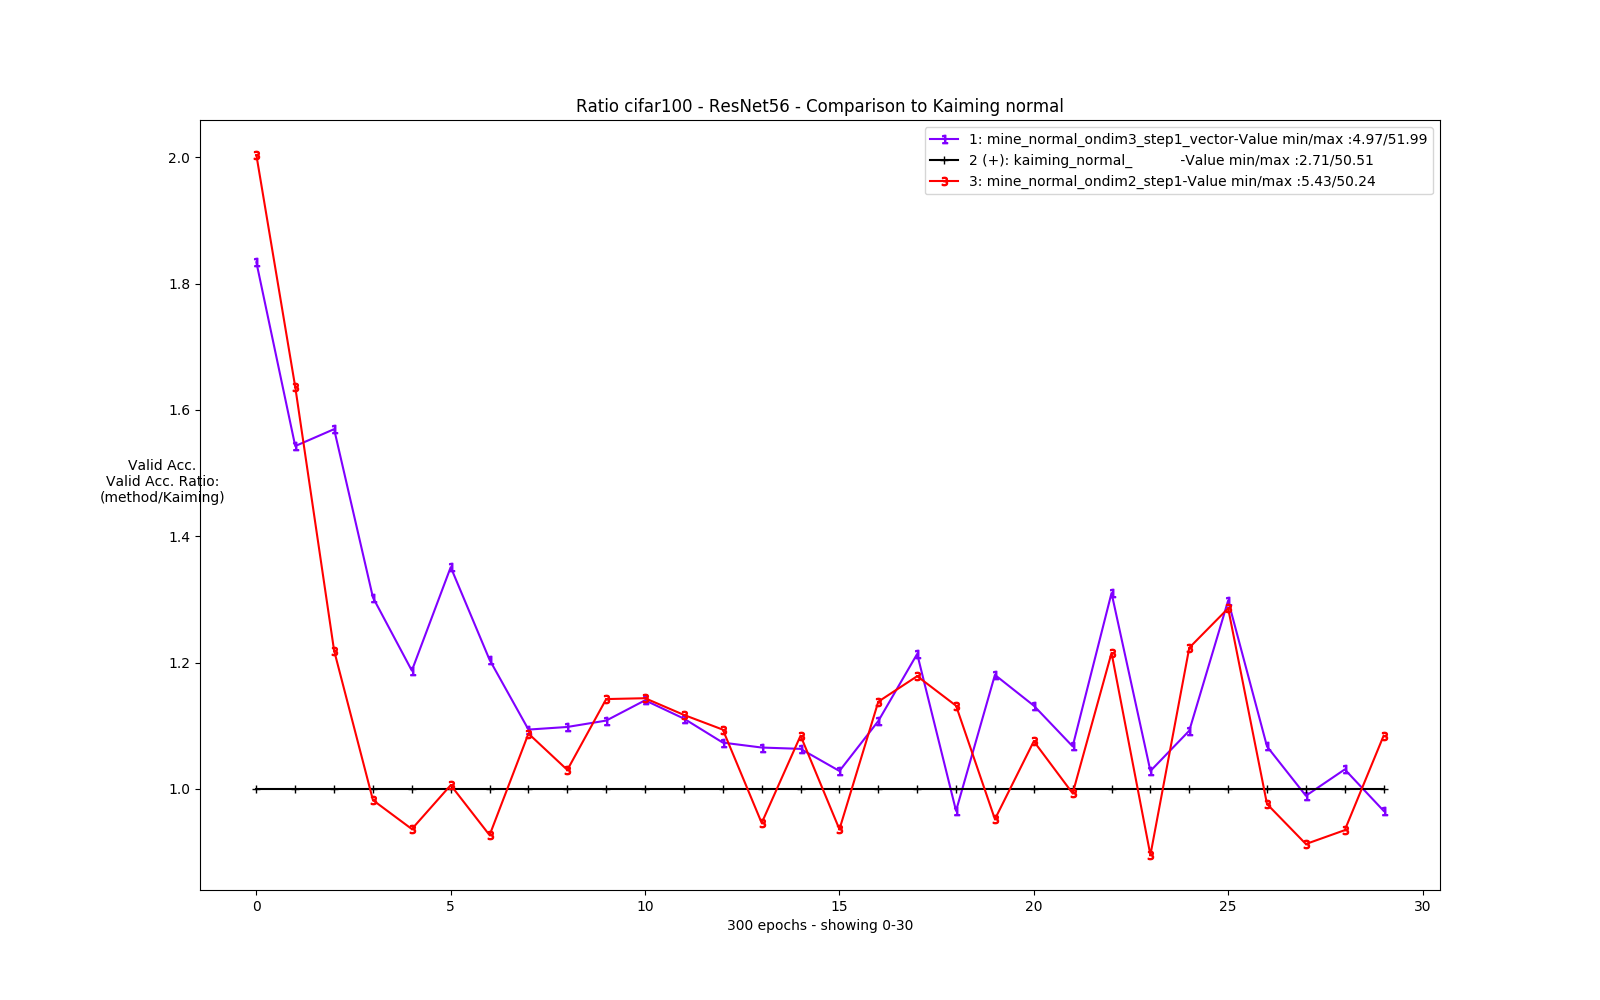 Ratio cifar100 - ResNet56 - Comparison to Kaiming normal
1: mine_normal_ondim3_step1_vector-Value min/max :4.97/51.99
2 (+): kaiming_normal_ -Value min/max :2.71/50.51
3: mine_normal_ondim2_step1-Value min/max :5.43/50.24
2.0
1.8
1.6
Valid Acc.
Valid Acc. Ratio:
(method/Kaiming)
1.4
1.2
1.0
0 5 10 15 20 25 30
300 epochs - showing 0-30